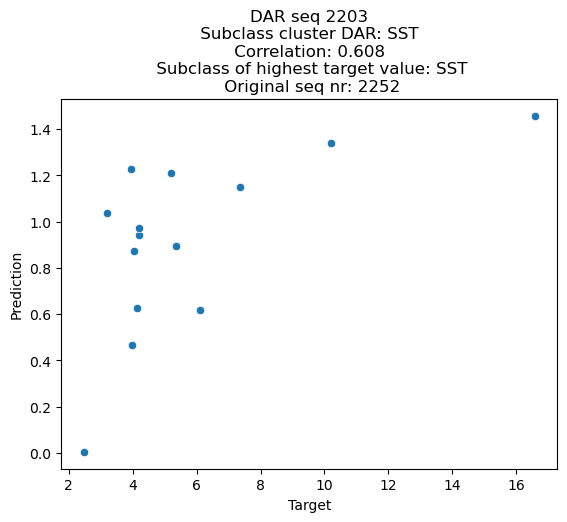 DAR seq 2203
Subclass cluster DAR: SST
Correlation: 0.608
Subclass of highest target value: SST
Original seq nr: 2252
1.4
1.2
1.0
0.8
0.6
0.4
0.2
0.0
Prediction
2 4 6 8 10 12 14 16
Target